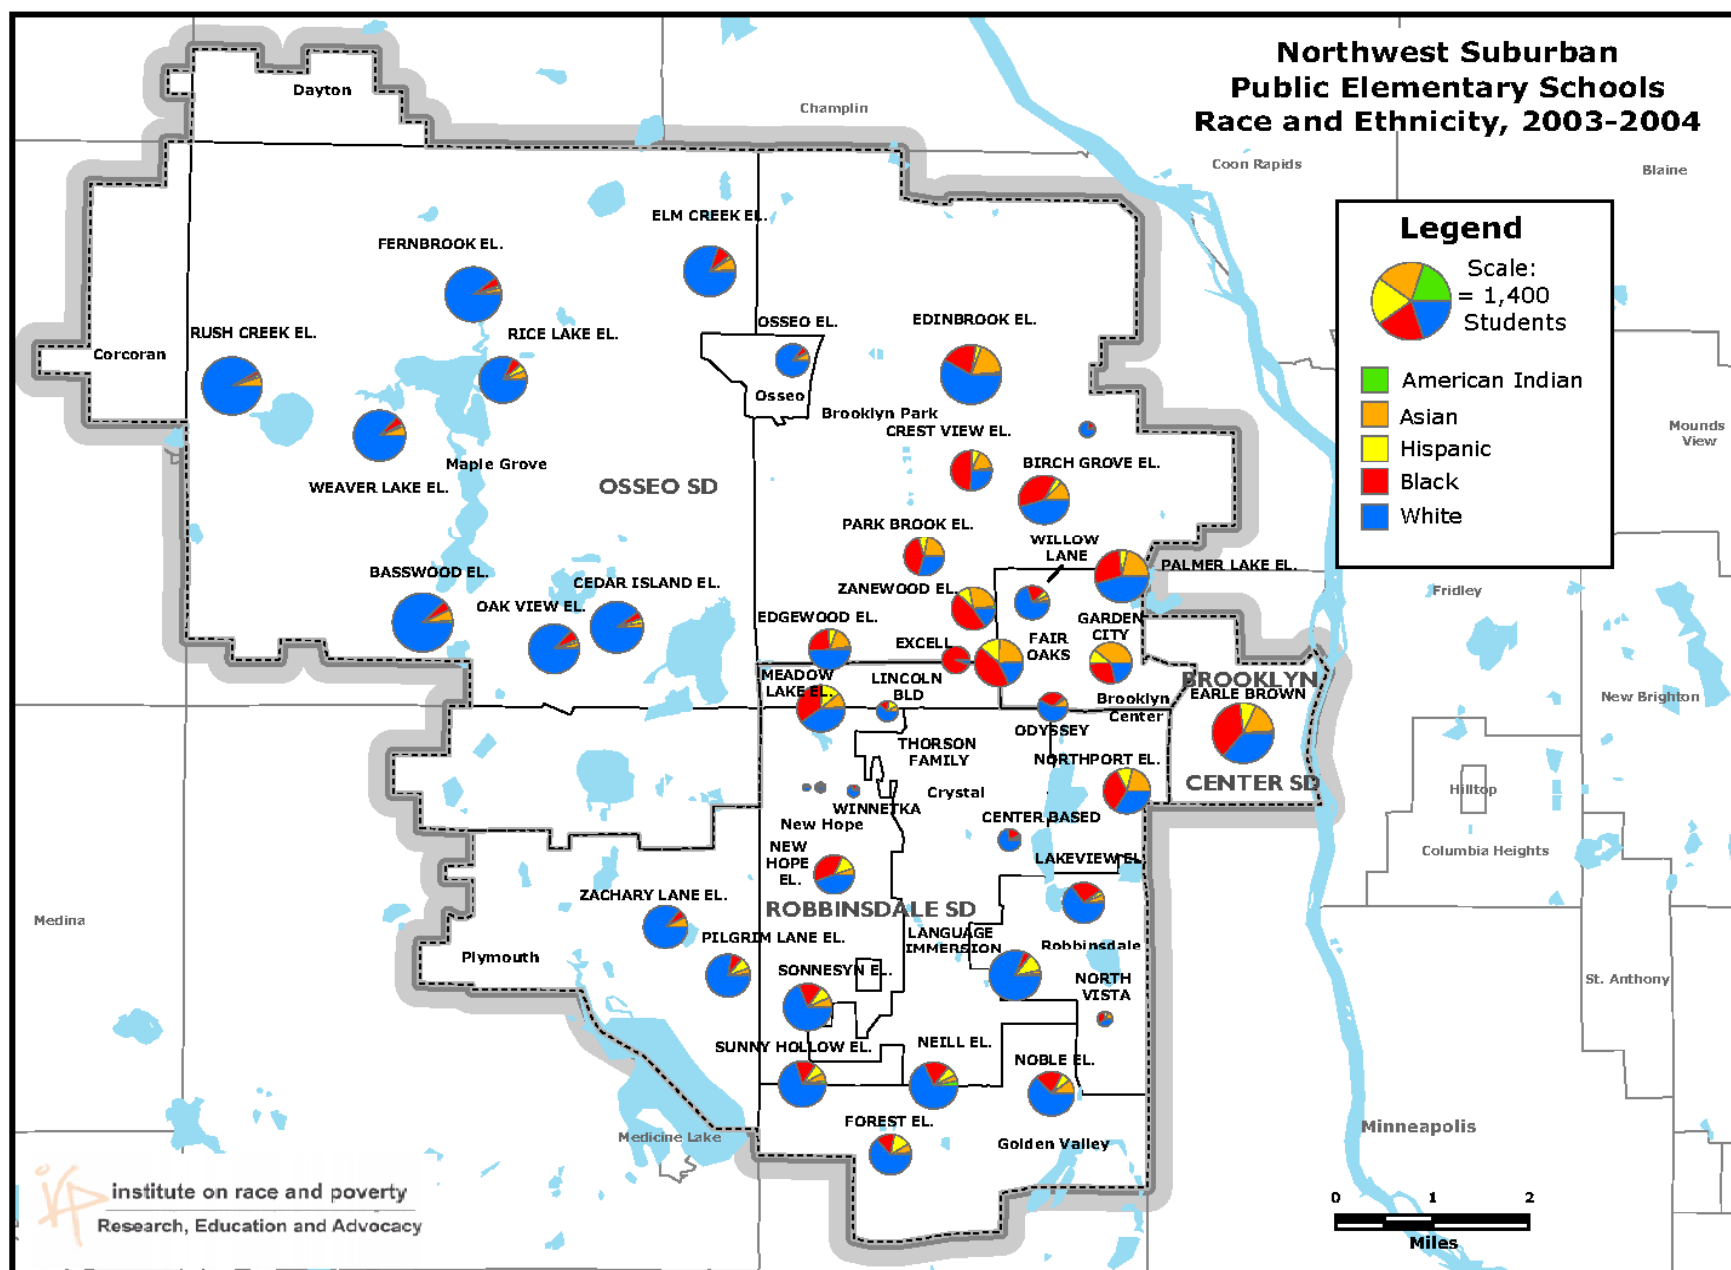 Northwest Suburban
Public Elementary Schools
Race and Ethnicity, 2003-2004
Dayton
Champlin
Coon Rapids
Blaine
Legend
Scale:
= 1,400
Students
American Indian
Asian
Hispanic
Black
White
ELM CREEK EL.
FERNBROOK EL.
RUSH CREEK EL.
RICE LAKE EL.
OSSEO EL.
EDINBROOK EL.
Corcoran
Osseo
Brooklyn Park
CREST VIEW EL.
Mounds
View
Maple Grove
BIRCH GROVE EL.
WEAVER LAKE EL.
OSSEO SD
PARK BROOK EL.
WILLOW
LANE
PALMER LAKE EL.
BASSWOOD EL.
CEDAR ISLAND EL.
ZANEWOOD EL.
Fridley
OAK VIEW EL.
EDGEWOOD EL.
GARDEN
CITY
EXCELL
FAIR
OAKS
MEADOW
LAKE EL.
LINCOLN
BLD
BROOKLYN
EARLE BROWN
Brooklyn
Center
New Brighton
ODYSSEY
THORSON
FAMILY
NORTHPORT EL.
CENTER SD
Hilltop
Crystal
WINNETKA
New Hope
CENTER BASED
NEW
HOPE
EL.
LAKEVIEW EL
Columbia Heights
ZACHARY LANE EL.
ROBBINSDALE SD
Medina
LANGUAGE
IMMERSION
PILGRIM LANE EL.
Robbinsdale
Plymouth
SONNESYN EL.
NORTH
VISTA
St. Anthony
SUNNY HOLLOW EL.
NEILL EL.
NOBLE EL.
FOREST EL.
Medicine Lake
Golden Valley
Minneapolis
irp
institute on race and poverty
Research, Education and Advocacy
0 1 2
Miles